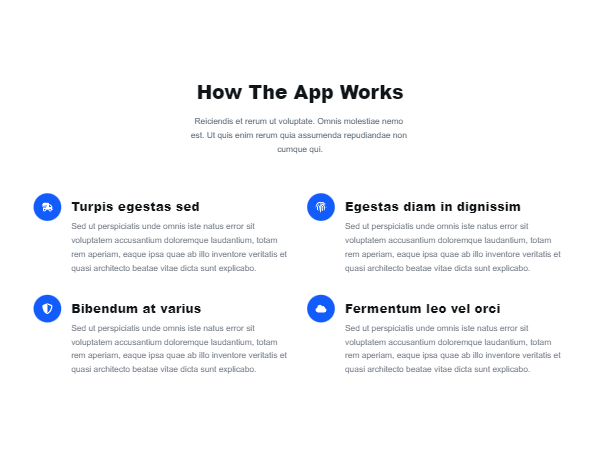 How The App Works
Reiciendis et rerum ut voluptate. Omnis molestiae nemo
est. Ut quis enim rerum quia assumenda repudiandae non
cumque qui.
Turpis egestas sed
Sed ut perspiciatis unde omnis iste natus error sit
voluptatem accusantium doloremque laudantium, totam
rem aperiam, eaque ipsa quae ab illo inventore veritatis et
quasi architecto beatae vitae dicta sunt explicabo.
Egestas diam in dignissim
Sed ut perspiciatis unde omnis iste natus error sit
voluptatem accusantium doloremque laudantium, totam
rem aperiam, eaque ipsa quae ab illo inventore veritatis et
quasi architecto beatae vitae dicta sunt explicabo.
Bibendum at varius
Sed ut perspiciatis unde omnis iste natus error sit
voluptatem accusantium doloremque laudantium, totam
rem aperiam, eaque ipsa quae ab illo inventore veritatis et
quasi architecto beatae vitae dicta sunt explicabo.
Fermentum leo vel orci
Sed ut perspiciatis unde omnis iste natus error sit
voluptatem accusantium doloremque laudantium, totam
rem aperiam, eaque ipsa quae ab illo inventore veritatis et
quasi architecto beatae vitae dicta sunt explicabo.